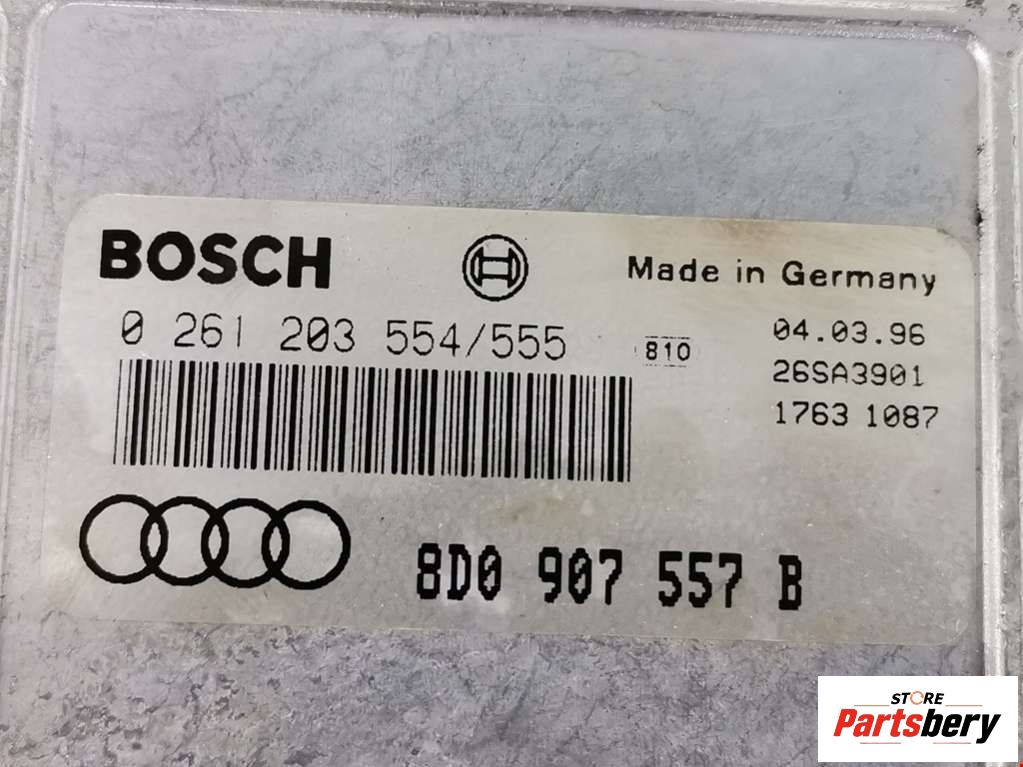 BOSCH
Made in Germany
0 261 203 554/555
810
04.03.96
26SA3901
1763 1087
8D0 907 557 B
STORE
Partsbery